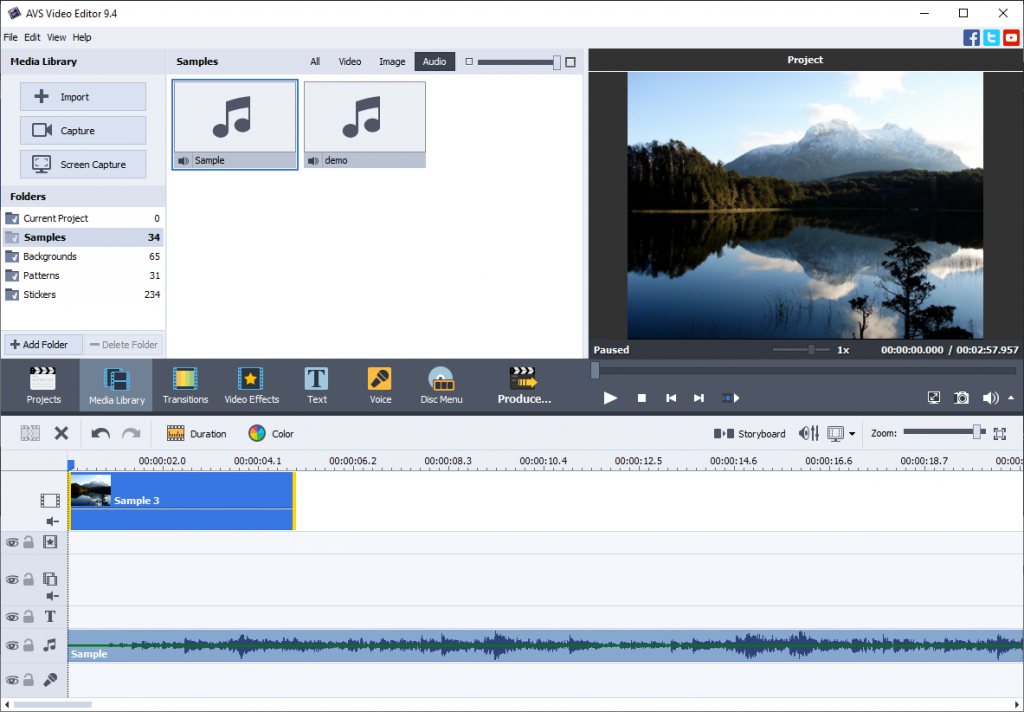 AVS Video Editor 9.4
File Edit View Help
Media Library
Import
Capture
Screen Capture
Folders
Current Project 0
Samples 34
Backgrounds 65
Patterns 31
Stickers 234
Add Folder Delete Folder
Samples All Video Image Audio
Sample demo
Project
Paused 1x 00:00:00.000 / 00:02:57.957
Projects Media Library Transitions Video Effects Text Voice Disc Menu Produce...
Duration Color Storyboard Zoom:
00:00:02.0 00:00:04.1 00:00:06.2 00:00:08.3 00:00:10.4 00:00:12.5 00:00:14.6 00:00:16.6 00:00:18.7 00:00:
Sample 3
T
Sample